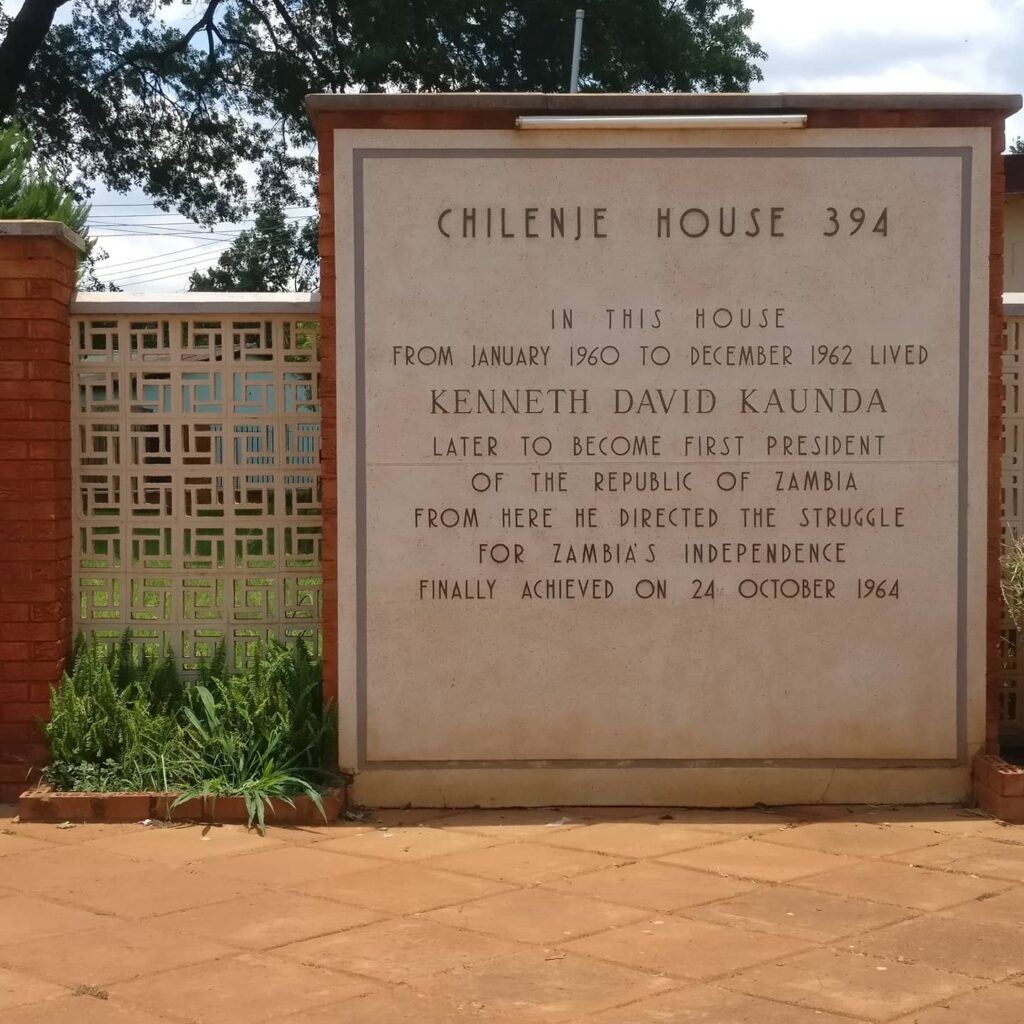 CHILENJE HOUSE 394
IN THIS HOUSE
FROM JANUARY 1960 TO DECEMBER 1962 LIVED
KENNETH DAVID KAUNDA
LATER TO BECOME FIRST PRESIDENT
OF THE REPUBLIC OF ZAMBIA
FROM HERE HE DIRECTED THE STRUGGLE
FOR ZAMBIA'S INDEPENDENCE
FINALLY ACHIEVED ON 24 OCTOBER 1964